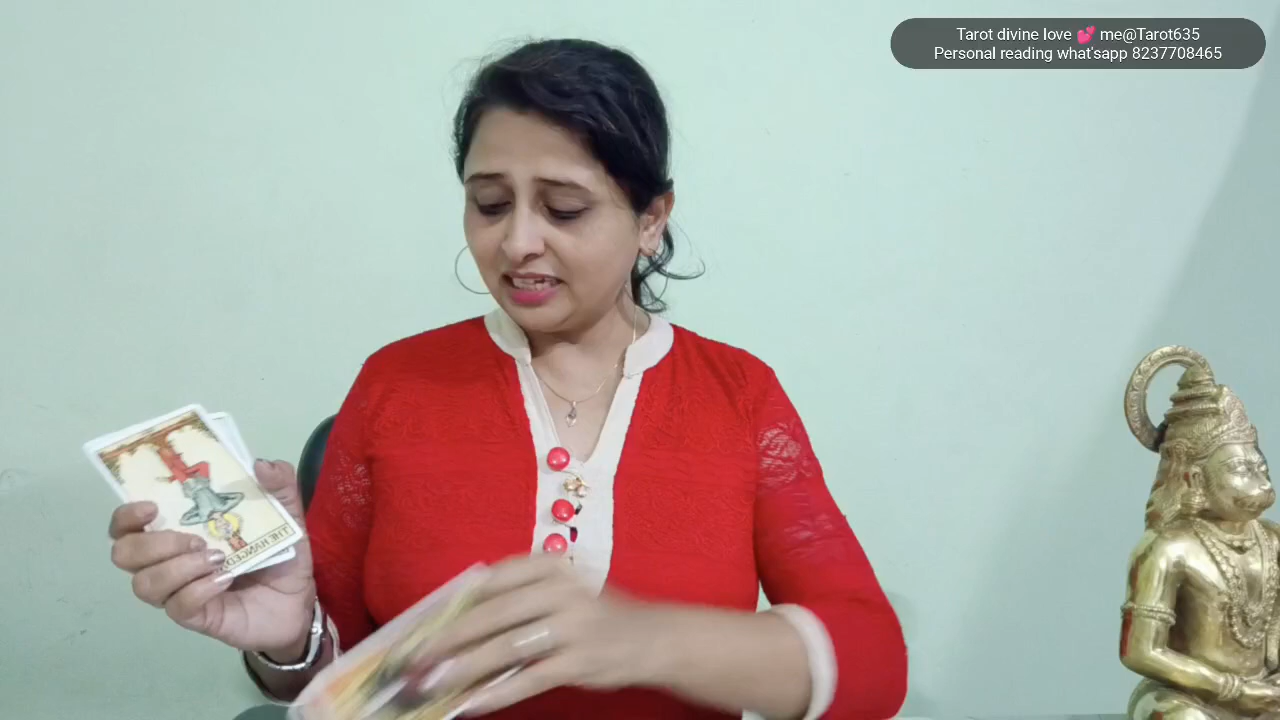 Tarot divine love 💕 me@Tarot635
Personal reading what'sapp 8237708465
THE HANGED